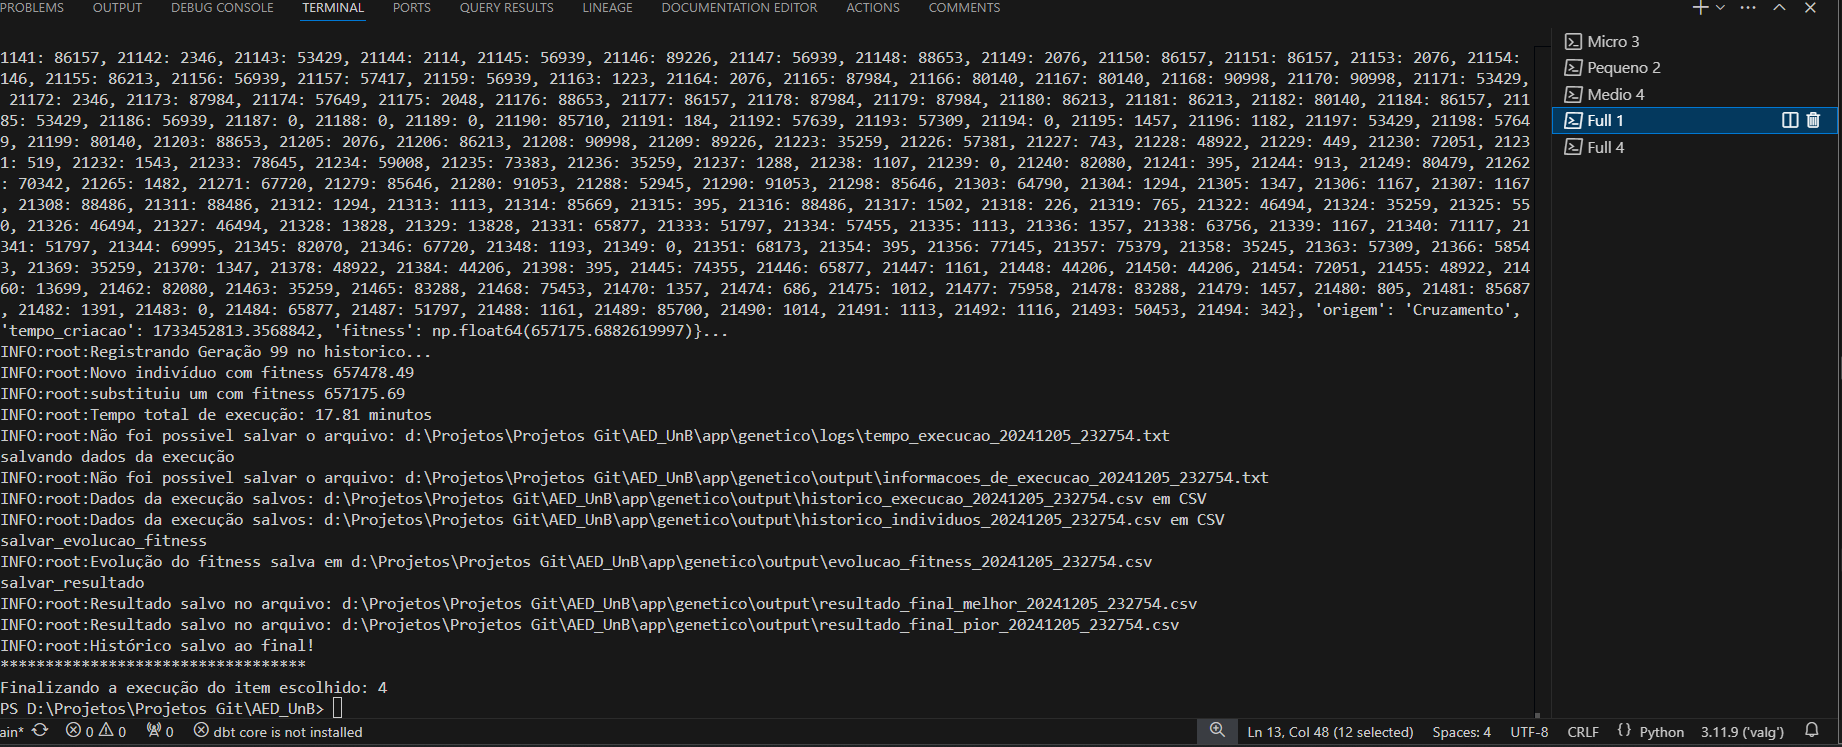 PROBLEMS OUTPUT DEBUG CONSOLE TERMINAL PORTS QUERY RESULTS LINEAGE DOCUMENTATION EDITOR ACTIONS COMMENTS
1141: 86157, 21142: 2346, 21143: 53429, 21144: 2114, 21145: 56939, 21146: 89226, 21147: 56939, 21148: 88653, 21149: 2076, 21150: 86157, 21151: 86157, 21153: 2076, 21154:
146, 21155: 86213, 21156: 56939, 21157: 57417, 21159: 56939, 21163: 1223, 21164: 2076, 21165: 87984, 21166: 80140, 21167: 80140, 21168: 90998, 21170: 90998, 21171: 53429,
21172: 2346, 21173: 87984, 21174: 57649, 21175: 2048, 21176: 88653, 21177: 86157, 21178: 87984, 21179: 87984, 21180: 86213, 21181: 86213, 21182: 80140, 21184: 86157, 211
85: 53429, 21186: 56939, 21187: 0, 21188: 0, 21189: 0, 21190: 85710, 21191: 184, 21192: 57639, 21193: 57309, 21194: 0, 21195: 1457, 21196: 1182, 21197: 53429, 21198: 5764
9, 21199: 80140, 21203: 88653, 21205: 2076, 21206: 86213, 21208: 90998, 21209: 89226, 21223: 35259, 21226: 57381, 21227: 743, 21228: 48922, 21229: 449, 21230: 72051, 2123
1: 519, 21232: 1543, 21233: 78645, 21234: 59008, 21235: 73383, 21236: 35259, 21237: 1288, 21238: 1107, 21239: 0, 21240: 82080, 21241: 395, 21244: 913, 21249: 80479, 21262
: 70342, 21265: 1482, 21271: 67720, 21279: 85646, 21280: 91053, 21288: 52945, 21290: 91053, 21298: 85646, 21303: 64790, 21304: 1294, 21305: 1347, 21306: 1167, 21307: 1167
, 21308: 88486, 21311: 88486, 21312: 1294, 21313: 1113, 21314: 85669, 21315: 395, 21316: 88486, 21317: 1502, 21318: 226, 21319: 765, 21322: 46494, 21324: 35259, 21325: 55
0, 21326: 46494, 21327: 46494, 21328: 13828, 21329: 13828, 21331: 65877, 21333: 51797, 21334: 57455, 21335: 1113, 21336: 1357, 21338: 63756, 21339: 1167, 21340: 71117, 21
341: 51797, 21344: 69995, 21345: 82070, 21346: 67720, 21348: 1193, 21349: 0, 21351: 68173, 21354: 395, 21356: 77145, 21357: 75379, 21358: 35245, 21363: 57309, 21366: 5854
3, 21369: 35259, 21370: 1347, 21378: 48922, 21384: 44206, 21398: 395, 21445: 74355, 21446: 65877, 21447: 1161, 21448: 44206, 21450: 44206, 21454: 72051, 21455: 48922, 214
60: 13699, 21462: 82080, 21463: 35259, 21465: 83288, 21468: 75453, 21470: 1357, 21474: 686, 21475: 1012, 21477: 75958, 21478: 83288, 21479: 1457, 21480: 805, 21481: 85687
, 21482: 1391, 21483: 0, 21484: 65877, 21487: 51797, 21488: 1161, 21489: 85700, 21490: 1014, 21491: 1113, 21492: 1116, 21493: 50453, 21494: 342}, 'origem': 'Cruzamento',
'tempo_criacao': 1733452813.3568842, 'fitness': np.float64(657175.6882619997)}...
INFO:root:Registrando Geração 99 no historico...
INFO:root:Novo indivíduo com fitness 657478.49
INFO:root:substituiu um com fitness 657175.69
INFO:root:Tempo total de execução: 17.81 minutos
INFO:root:Não foi possivel salvar o arquivo: d:\Projetos\Projetos Git\AED_UnB\app\genetico\logs\tempo_execucao_20241205_232754.txt
salvando dados da execução
INFO:root:Não foi possivel salvar o arquivo: d:\Projetos\Projetos Git\AED_UnB\app\genetico\output\informacoes_de_execucao_20241205_232754.txt
INFO:root:Dados da execução salvos: d:\Projetos\Projetos Git\AED_UnB\app\genetico\output\historico_execucao_20241205_232754.csv em CSV
INFO:root:Dados da execução salvos: d:\Projetos\Projetos Git\AED_UnB\app\genetico\output\historico_individuos_20241205_232754.csv em CSV
salvar_evolucao_fitness
INFO:root:Evolução do fitness salva em d:\Projetos\Projetos Git\AED_UnB\app\genetico\output\evolucao_fitness_20241205_232754.csv
salvar_resultado
INFO:root:Resultado salvo no arquivo: d:\Projetos\Projetos Git\AED_UnB\app\genetico\output\resultado_final_melhor_20241205_232754.csv
INFO:root:Resultado salvo no arquivo: d:\Projetos\Projetos Git\AED_UnB\app\genetico\output\resultado_final_pior_20241205_232754.csv
INFO:root:Histórico salvo ao final!
**********************************
Finalizando a execução do item escolhido: 4
PS D:\Projetos\Projetos Git\AED_UnB>
Micro 3
Pequeno 2
Medio 4
Full 1
Full 4
ain* 0 0 0 dbt core is not installed Ln 13, Col 48 (12 selected) Spaces: 4 UTF-8 CRLF {} Python 3.11.9 ('valg')